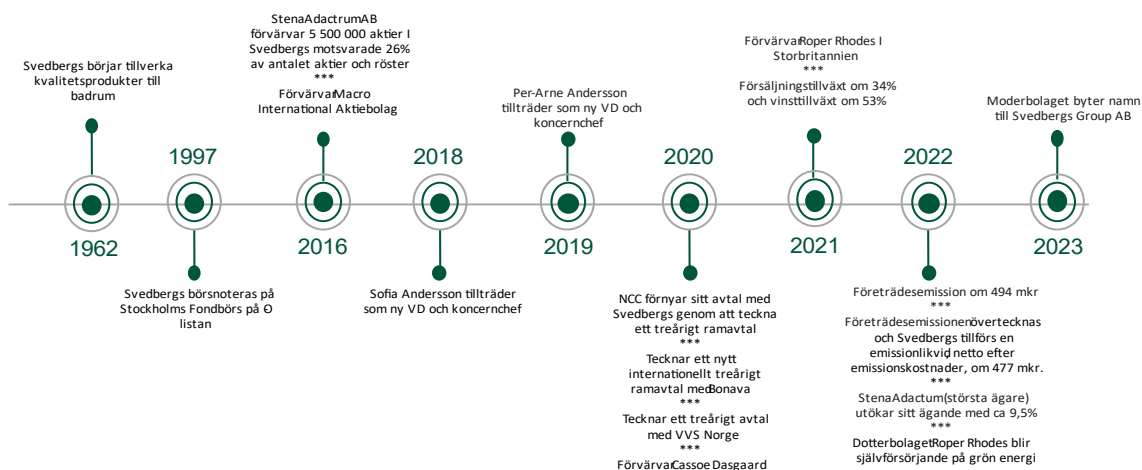 Svedbergs börjar tillverka
kvalitetsprodukter till
badrum
1962
1997
Svedbergs börsnoteras på
Stockholms Fondbörs på O
listan
StenaAdactrumAB
förvärvar 5 500 000 aktier I
Svedbergs motsvarade 26%
av antalet aktier och röster
***
FörvärvarMacro
International Aktiebolag
2016
2018
Sofia Andersson tillträder
som ny VD och koncernchef
Per-Arne Andersson
tillträder som ny VD och
koncernchef
2019
2020
NCC förnyar sitt avtal med
Svedbergs genom att teckna
ett treårigt ramavtal
***
Tecknar ett nytt
internationellt treårigt
ramavtal medBonava
***
Tecknar ett treårigt avtal
med VVS Norge
***
FörvärvarCassoe Dasgaard
FörvärvarRoper Rhodes I
Storbritannien
***
Försäljningstillväxt om 34%
och vinsttillväxt om 53%
2021
2022
Företrädesemission om 494 mkr
***
Företrädesemissionenövertecknas
och Svedbergs tillförs en
emissionlikvid, netto efter
emissionskostnader, om 477 mkr.
***
StenaAdactum(största ägare)
utökar sitt ägande med ca 9,5%
***
DotterbolagetRoper Rhodes blir
självförsörjande på grön energi
Moderbolaget byter namn
till Svedbergs Group AB
2023